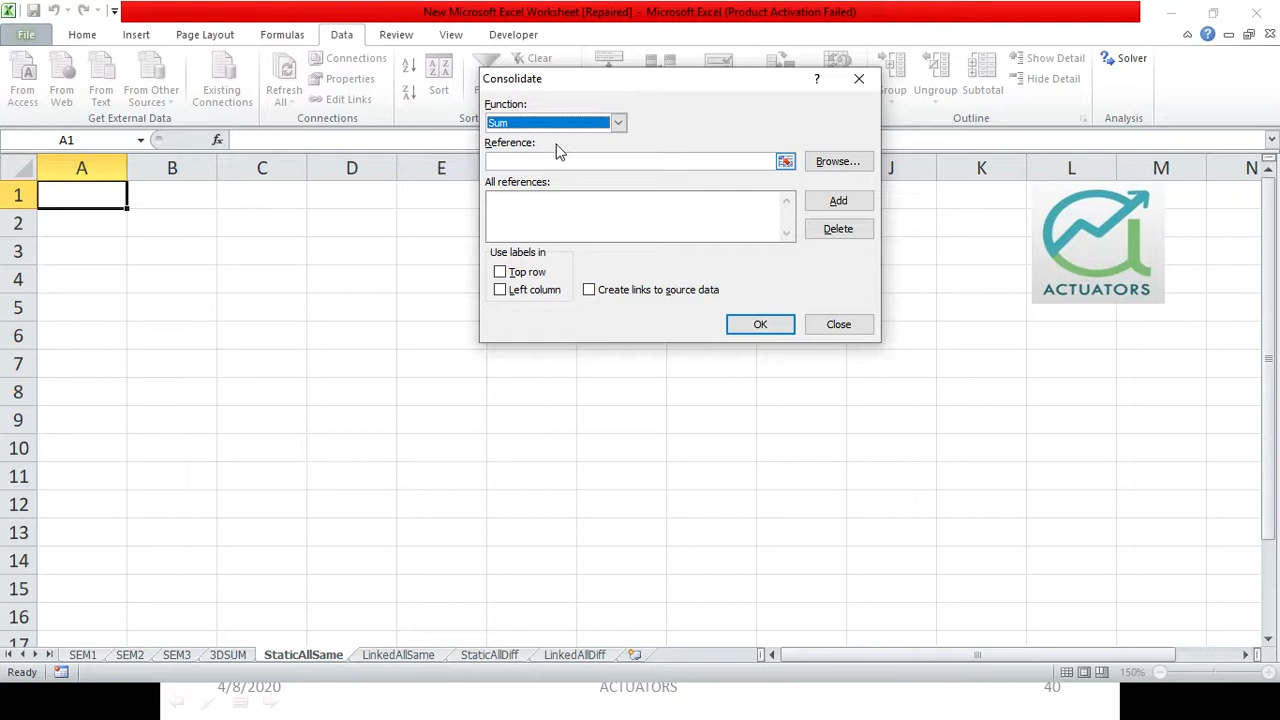 New Microsoft Excel Worksheet [Repaired] - Microsoft Excel (Product Activation Failed)
File Home Insert Page Layout Formulas Data Review View Developer
From Access
From Web
From Text
From Other Sources
Existing Connections
Get External Data
Refresh All
Connections
Properties
Edit Links
Connections
Sort
Clear
Ungroup
Subtotal
Show Detail
Hide Detail
Outline
Solver
A1
fx
Consolidate
Function:
Sum
Reference:
Browse...
All references:
Add
Delete
Use labels in
Top row
Left column
Create links to source data
OK
Close
A B C D E J K L M N
1
2
3
4
5
6
7
8
9
10
11
12
13
14
15
16
17
ACTUATORS
SEM1 SEM2 SEM3 3DSUM StaticAllSame LinkedAllSame StaticAllDiff LinkedAllDiff
Ready
150%
4/8/2020 ACTUATORS 40